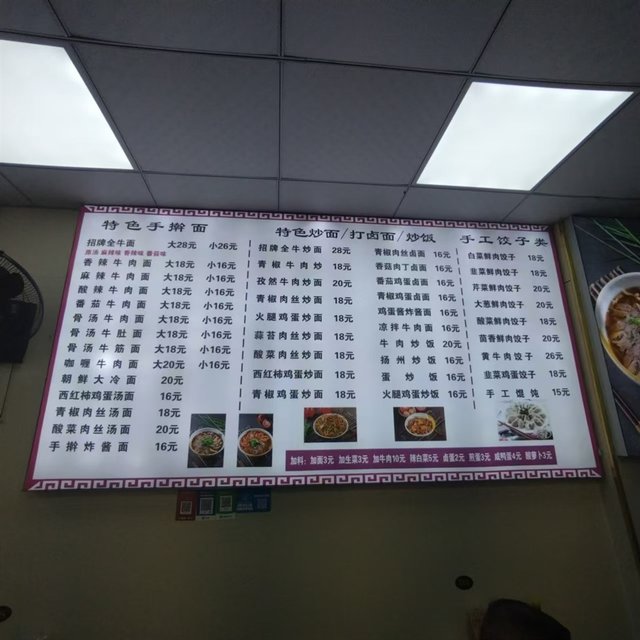 特色手擀面
招牌全牛面 大28元 小26元
原汤 麻辣味 香辣味 番茄味
香辣牛肉面 大18元 小16元
麻辣牛肉面 大18元 小16元
酸辣牛肉面 大18元 小16元
番茄牛肉面 大18元 小16元
骨汤牛肉面 大18元 小16元
骨汤牛肚面 大18元 小16元
骨汤牛筋面 大18元 小16元
咖喱牛肉面 大20元 小16元
朝鲜大冷面 20元
西红柿鸡蛋汤面 16元
青椒肉丝汤面 18元
酸菜肉丝汤面 20元
手擀炸酱面 16元
特色炒面/打卤面/炒饭
招牌全牛炒面 28元
青椒牛肉炒 18元
孜然牛肉炒面 20元
青椒肉丝炒面 18元
火腿鸡蛋炒面 18元
蒜苔肉丝炒面 18元
酸菜肉丝炒面 18元
西红柿鸡蛋炒面 18元
青椒鸡蛋炒面 18元
青椒肉丝卤面 16元
香菇肉丁卤面 16元
番茄鸡蛋卤面 16元
青椒鸡蛋卤面 16元
鸡蛋酱炸酱面 16元
凉拌牛肉面 16元
牛肉炒饭 20元
扬州炒饭 16元
蛋炒饭 16元
火腿鸡蛋炒饭 16元
手工饺子类
白菜鲜肉饺子 18元
韭菜鲜肉饺子 18元
芹菜鲜肉饺子 20元
大葱鲜肉饺子 20元
酸菜鲜肉饺子 18元
茴香鲜肉饺子 20元
黄牛肉饺子 26元
韭菜鸡蛋饺子 18元
手工馄饨 15元
加料: 加面3元 加生菜3元 加牛肉10元 辣白菜5元 卤蛋2元 煎蛋3元 咸鸭蛋4元 酸萝卜3元